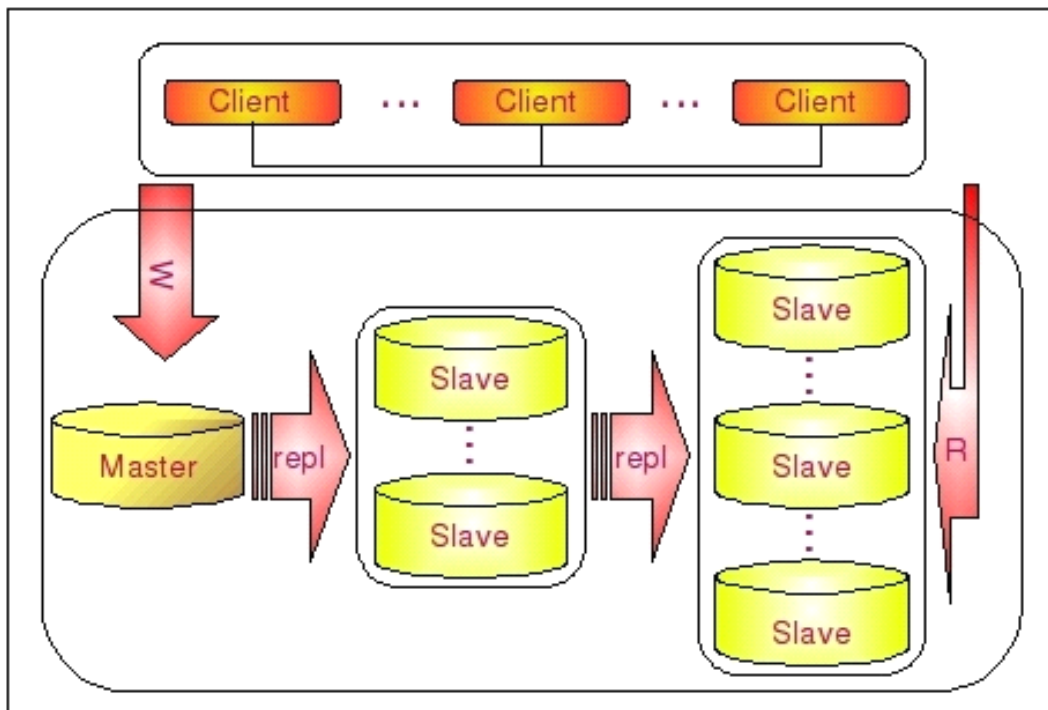 Client ... Client ... Client
W
Slave
Slave
Slave
repl
repl
R
Master
Slave
Slave
Slave